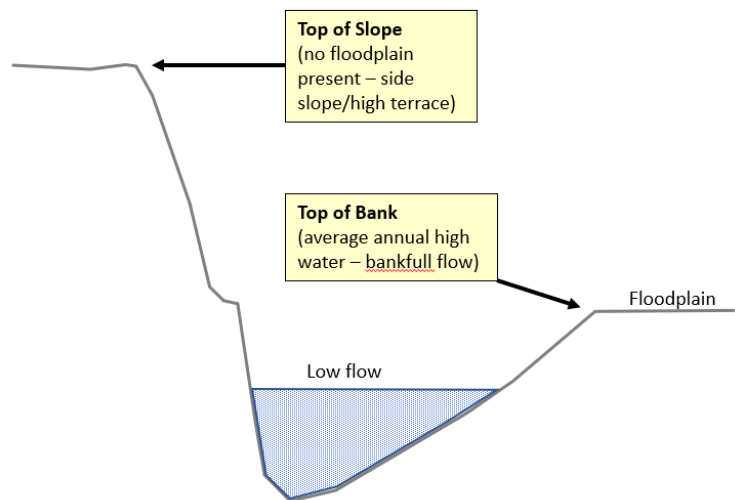 Top of Slope
(no floodplain
present – side
slope/high terrace)
Top of Bank
(average annual high
water – bankfull flow)
Floodplain
Low flow